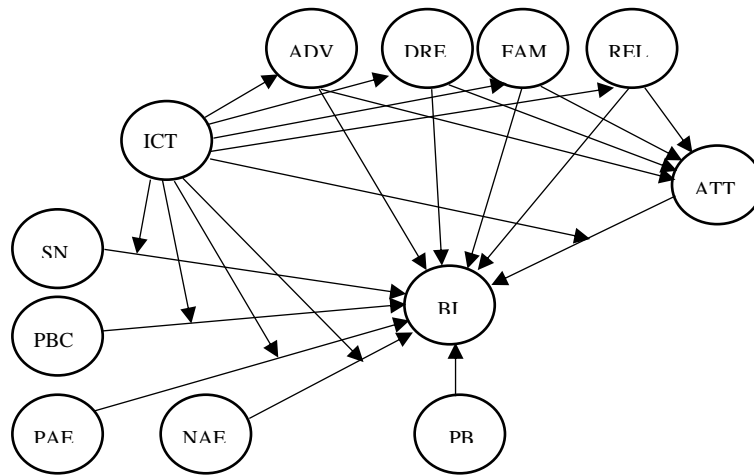 ADV DRE FAM REL
ICT
ATT
SN
BI
PBC
PAE NAE PB